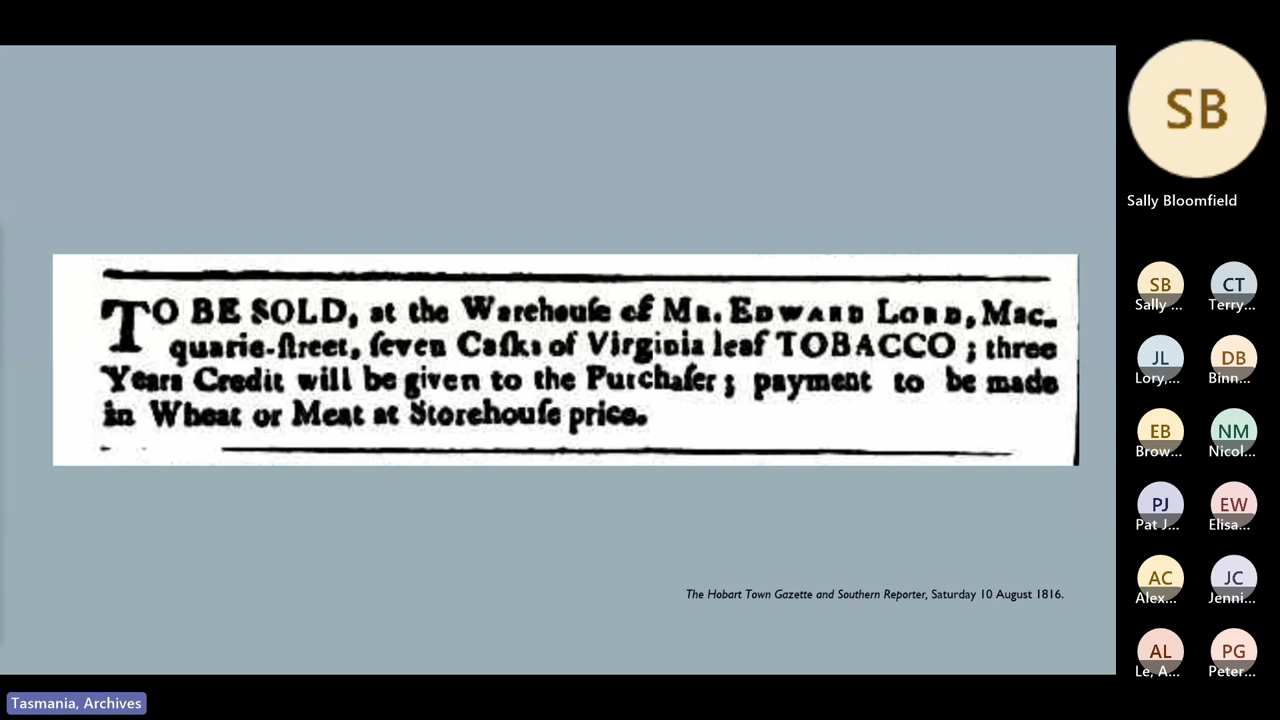 TO BE SOLD, at the Warehouſe of Mr. Edward Lord, Mac-
quarie-ſtreet, ſeven Caſks of Virginia leaf TOBACCO ; three
Years Credit will be given to the Purchaſer ; payment to be made
in Wheat or Meat at Storehouſe price.
The Hobart Town Gazette and Southern Reporter, Saturday 10 August 1816.
Tasmania, Archives
SB
Sally Bloomfield
SB CT
Sally ... Terry...
JL DB
Lory,... Binn...
EB NM
Brow... Nicol...
PJ EW
Pat J... Elisa...
AC JC
Alex... Jenni...
AL PG
Le, A... Peter...